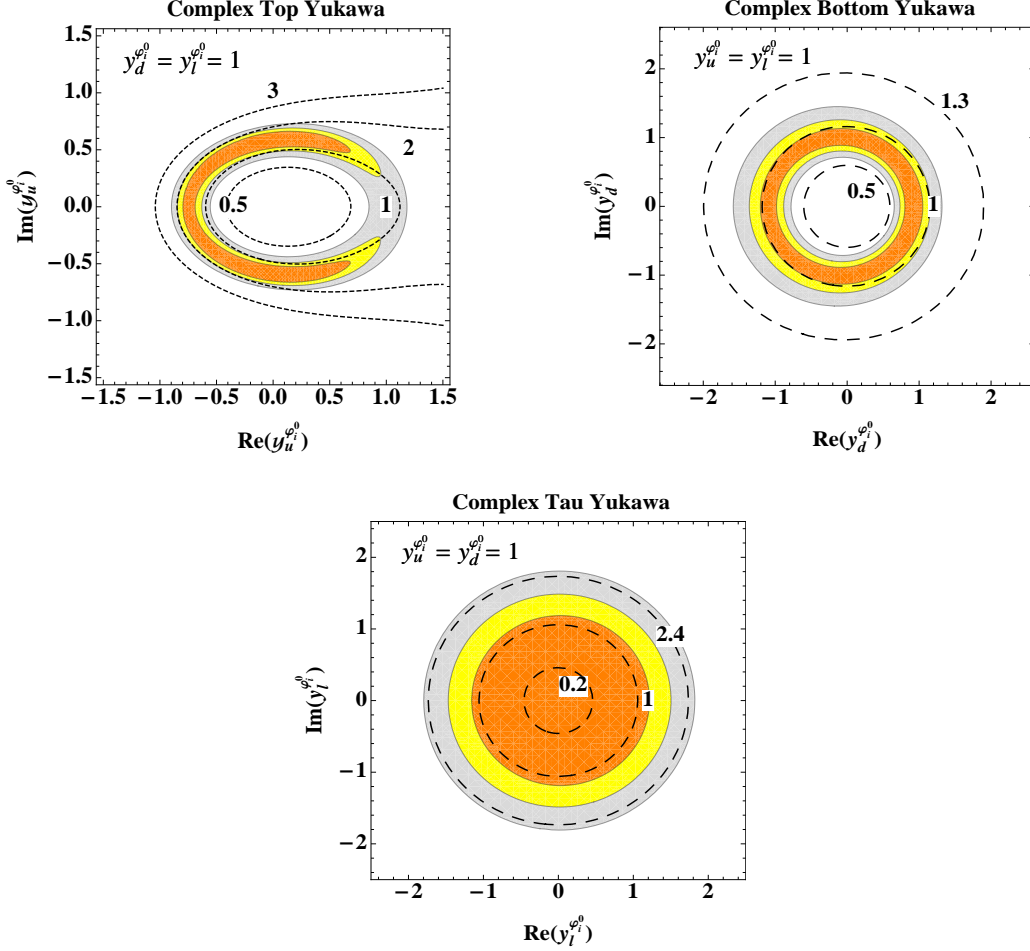 Complex Top Yukawa
y_d^{φ_i^0} = y_l^{φ_i^0} = 1
3
2
1
0.5
1.5
1.0
0.5
0.0
−0.5
−1.0
−1.5
Im(y_u^{φ_i^0})
−1.5 −1.0 −0.5 0.0 0.5 1.0 1.5
Re(y_u^{φ_i^0})
Complex Bottom Yukawa
y_u^{φ_i^0} = y_l^{φ_i^0} = 1
1.3
0.5
1
2
1
0
−1
−2
Im(y_d^{φ_i^0})
−2 −1 0 1 2
Re(y_d^{φ_i^0})
Complex Tau Yukawa
y_u^{φ_i^0} = y_d^{φ_i^0} = 1
2.4
0.2
1
2
1
0
−1
−2
Im(y_l^{φ_i^0})
−2 −1 0 1 2
Re(y_l^{φ_i^0})